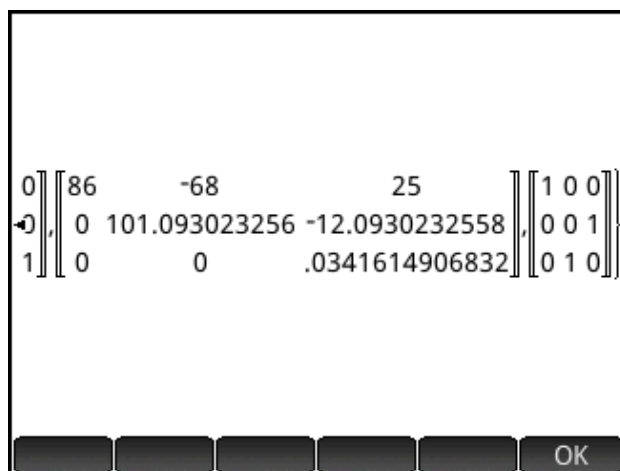 0]] [[86 -68 25 ]] [[1 0 0]]
0 , 0 101.093023256 -12.0930232558 , 0 0 1
1]] [[ 0 0 .0341614906832]] [[0 1 0]]
OK